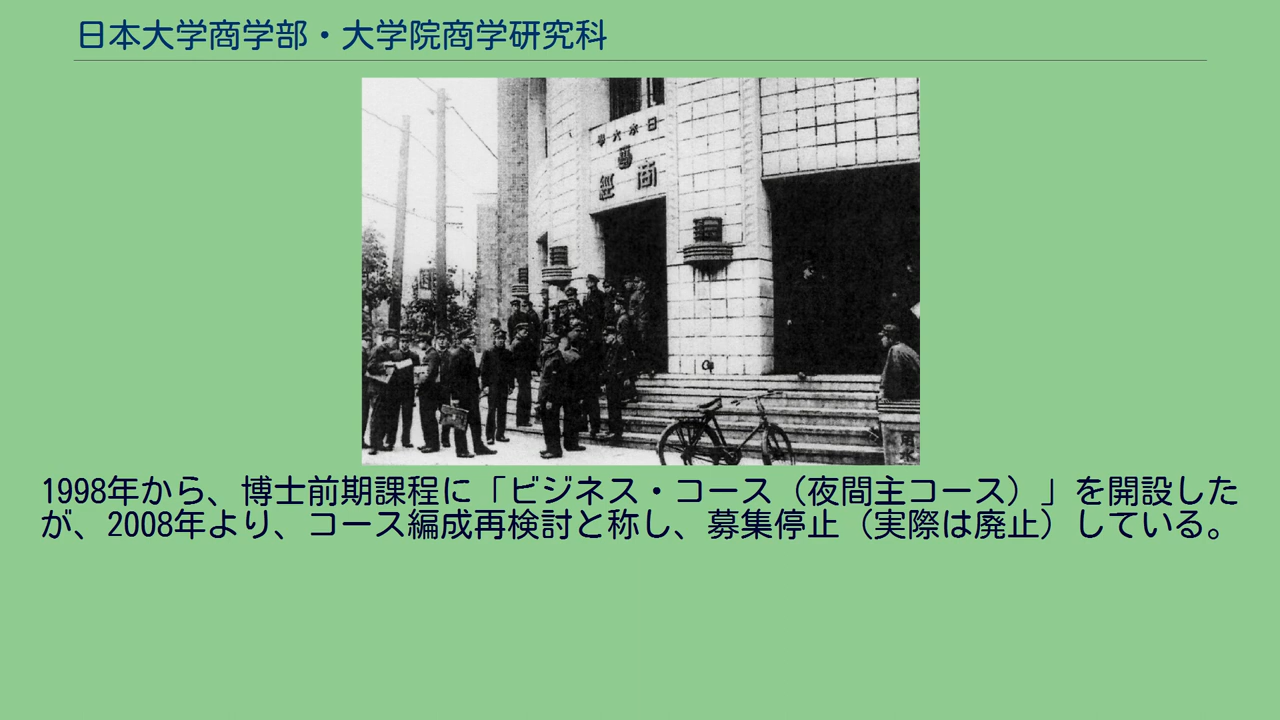 日本大学商学部・大学院商学研究科
學大本日
學
經商
1998年から、博士前期課程に「ビジネス・コース（夜間主コース）」を開設した
が、2008年より、コース編成再検討と称し、募集停止（実際は廃止）している。